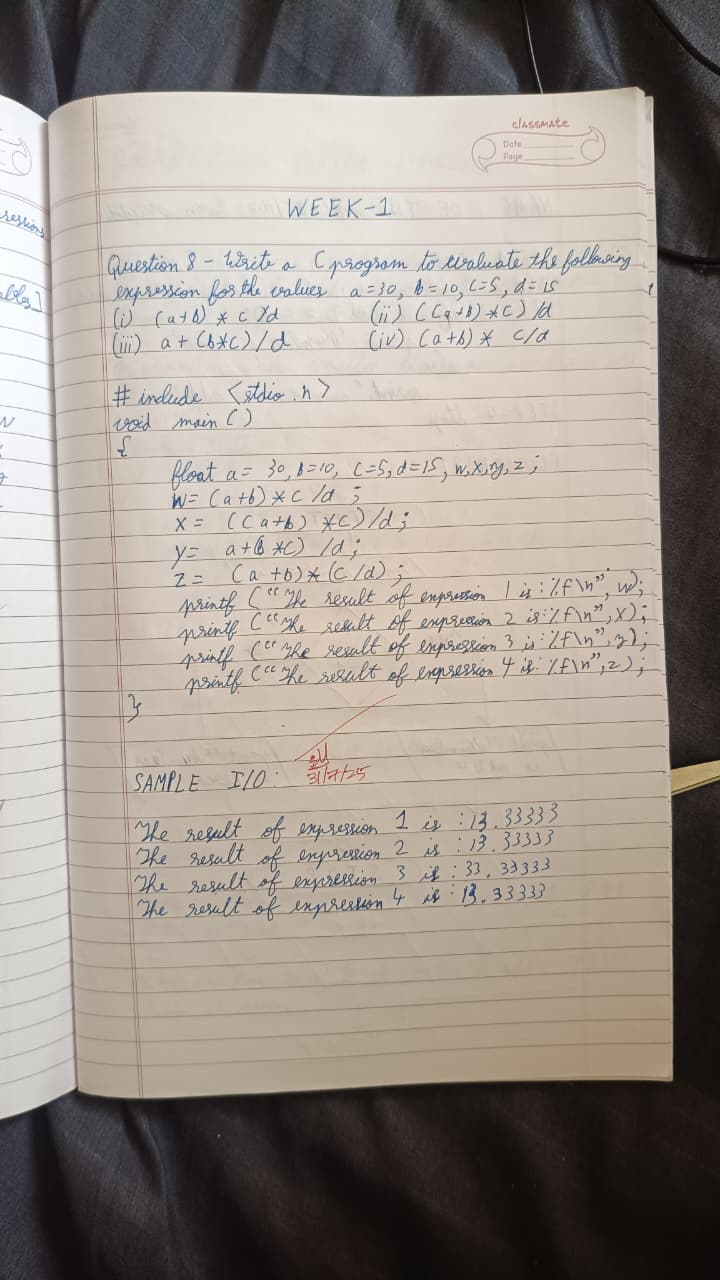 classmate
Date
Page
WEEK-1
Question 8 - Write a C program to evaluate the following
expression for the values a=30, b=10, c=5, d=15
(i) (a+b) * c /d (ii) ((a+b) *c) /d
(iii) a + (b*c) / d (iv) (a+b) * c/d
# include <stdio.h>
void main ()
{
float a= 30, b=10, c=5, d=15, w,x,y, z ;
w= (a+b) *c /d ;
x = ((a+b) *c) /d ;
y= a+(b *c) /d ;
z = (a +b)* (c /d) ;
printf ("The result of expression 1 is : %f \n", w);
printf ("The result of expression 2 is : %f \n", x);
printf ("The result of expression 3 is : %f \n", y);
printf ("The result of expression 4 is : %f \n", z);
}
31/7/25
SAMPLE I/O:
The result of expression 1 is : 13.33333
The result of expression 2 is : 13.33333
The result of expression 3 is : 33.33333
The result of expression 4 is : 13.33333